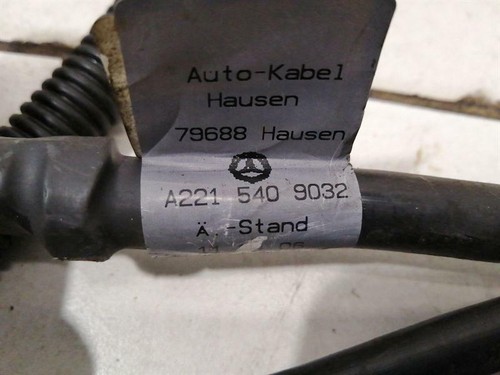 Auto-Kabel
Hausen
79688 Hausen
A221 540 9032
Ä.-Stand